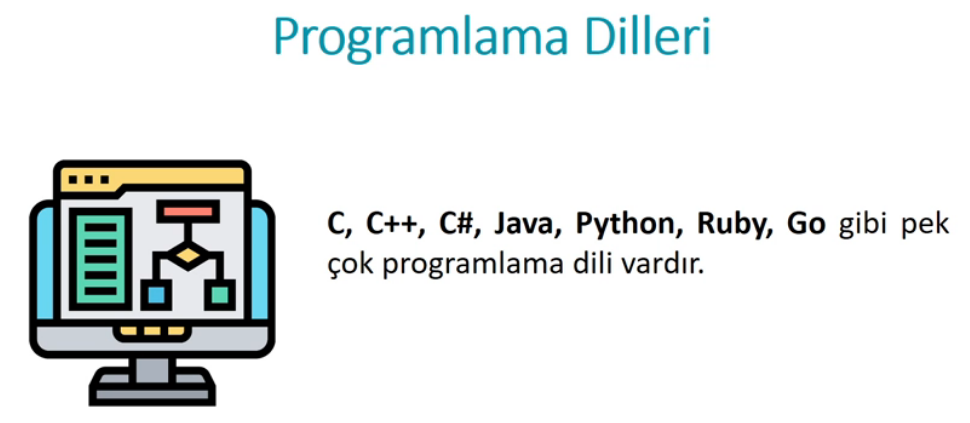 Programlama Dilleri
C, C++, C#, Java, Python, Ruby, Go gibi pek
çok programlama dili vardır.